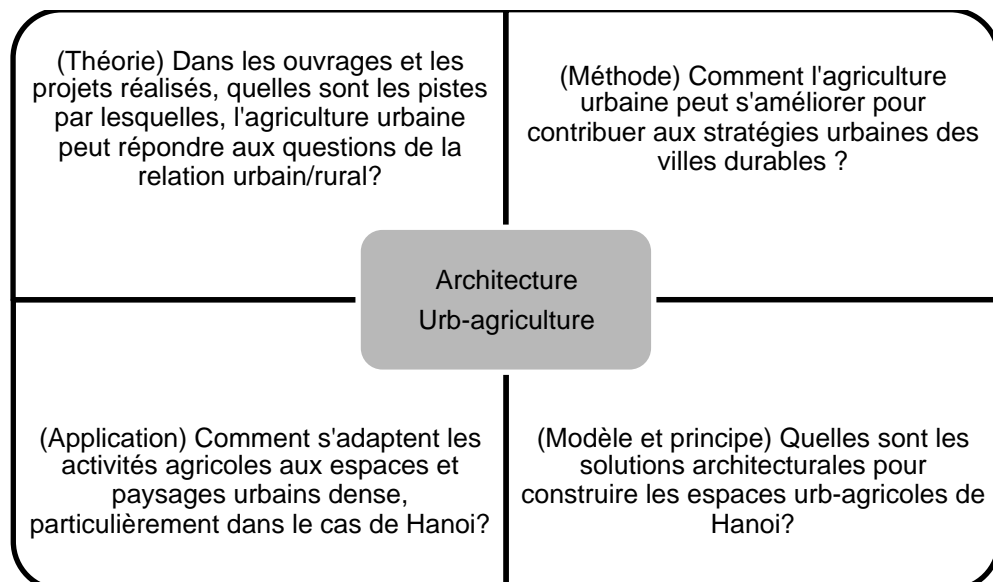 (Théorie) Dans les ouvrages et les
projets réalisés, quelles sont les pistes
par lesquelles, l'agriculture urbaine
peut répondre aux questions de la
relation urbain/rural?
(Méthode) Comment l'agriculture
urbaine peut s'améliorer pour
contribuer aux stratégies urbaines des
villes durables ?
Architecture
Urb-agriculture
(Application) Comment s'adaptent les
activités agricoles aux espaces et
paysages urbains dense,
particulièrement dans le cas de Hanoi?
(Modèle et principe) Quelles sont les
solutions architecturales pour
construire les espaces urb-agricoles de
Hanoi?